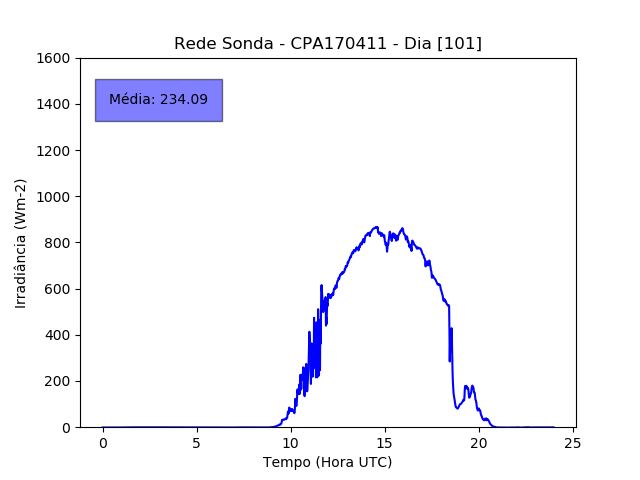 Rede Sonda - CPA170411 - Dia [101]
1600
1400
1200
1000
800
600
400
200
0
Irradiância (Wm-2)
Média: 234.09
0 5 10 15 20 25
Tempo (Hora UTC)